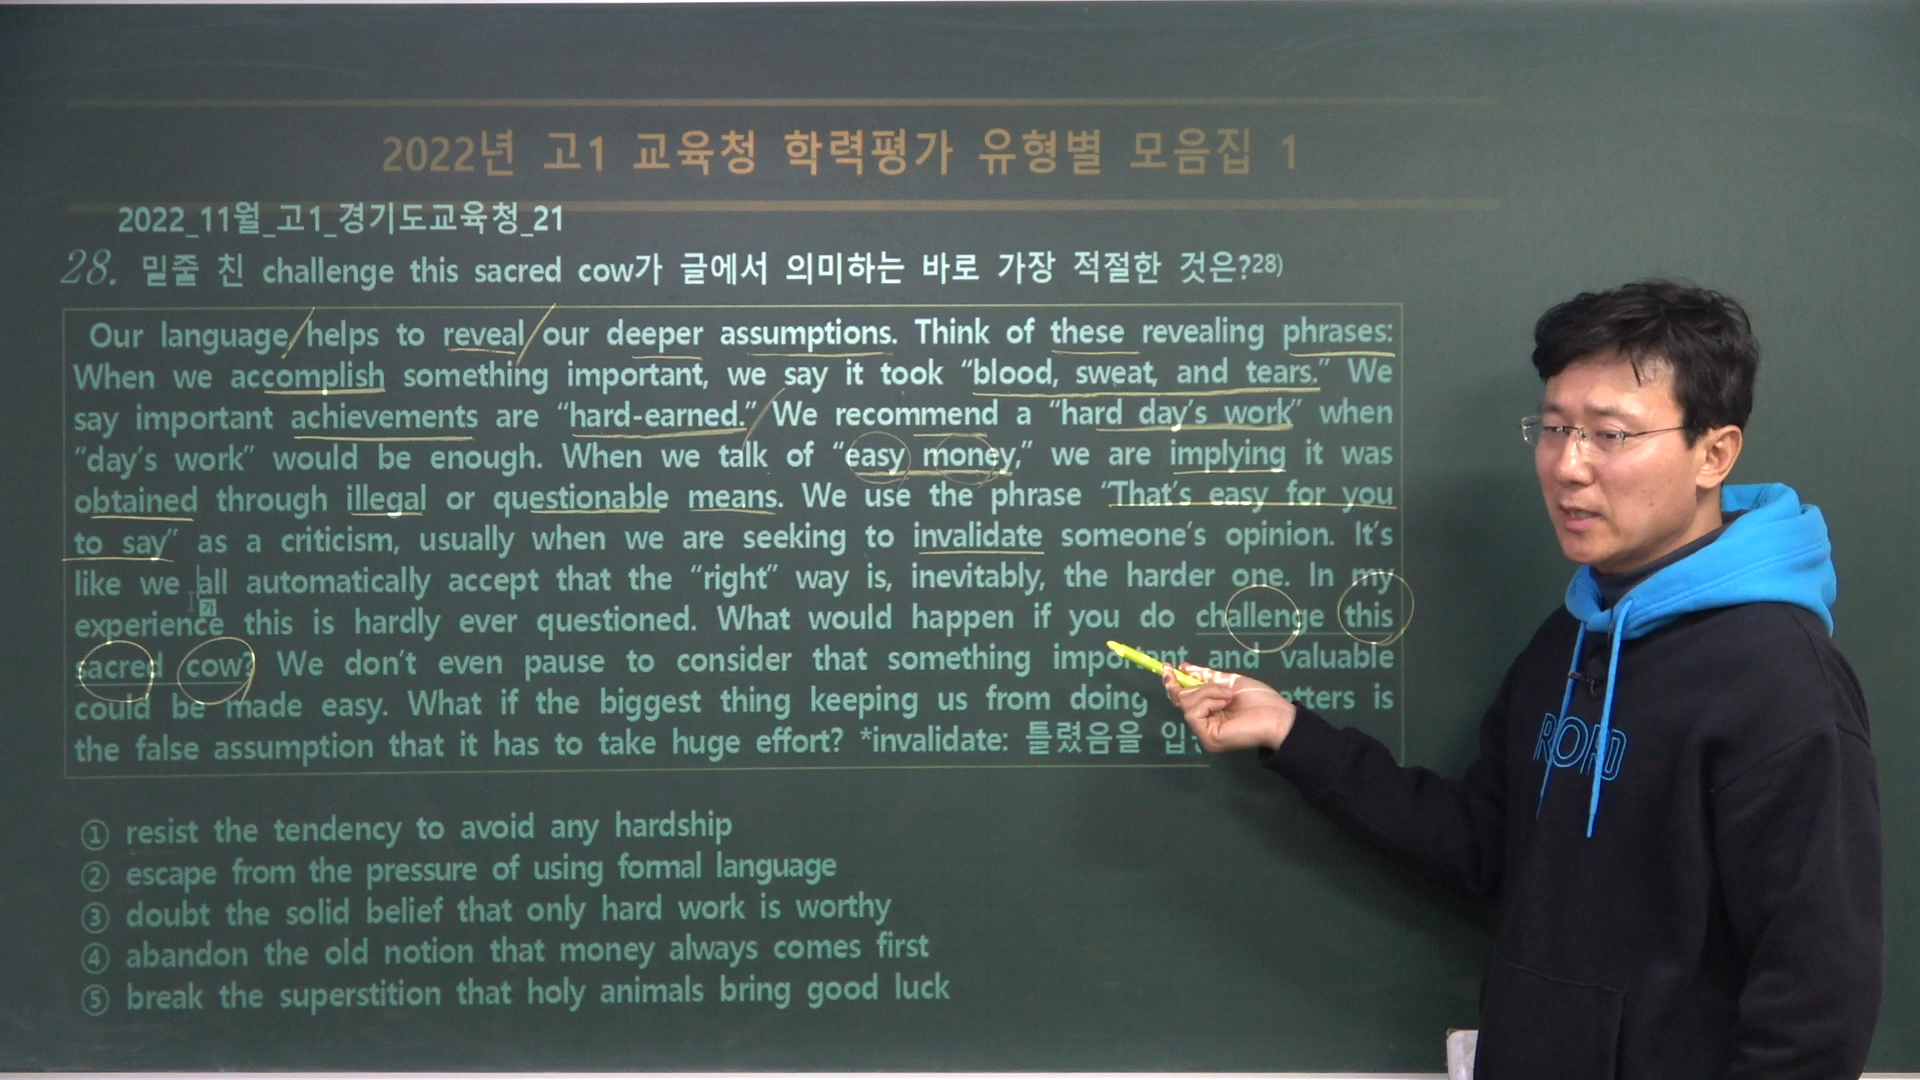 2022년 고1 교육청 학력평가 유형별 모음집 1
2022_11월_고1_경기도교육청_21
28. 밑줄 친 challenge this sacred cow가 글에서 의미하는 바로 가장 적절한 것은?28)
Our language helps to reveal our deeper assumptions. Think of these revealing phrases:
When we accomplish something important, we say it took “blood, sweat, and tears.” We
say important achievements are “hard-earned.” We recommend a “hard day’s work” when
“day’s work” would be enough. When we talk of “easy money,” we are implying it was
obtained through illegal or questionable means. We use the phrase “That’s easy for you
to say” as a criticism, usually when we are seeking to invalidate someone’s opinion. It’s
like we all automatically accept that the “right” way is, inevitably, the harder one. In my
experience this is hardly ever questioned. What would happen if you do challenge this
sacred cow? We don’t even pause to consider that something important and valuable
could be made easy. What if the biggest thing keeping us from doing is
the false assumption that it has to take huge effort? *invalidate: 틀렸음을
① resist the tendency to avoid any hardship
② escape from the pressure of using formal language
③ doubt the solid belief that only hard work is worthy
④ abandon the old notion that money always comes first
⑤ break the superstition that holy animals bring good luck